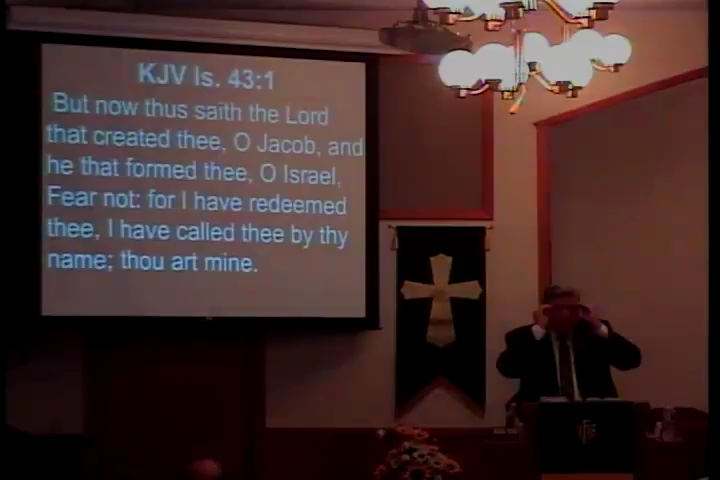 KJV Is. 43:1
But now thus saith the Lord
that created thee, O Jacob, and
he that formed thee, O Israel,
Fear not: for I have redeemed
thee, I have called thee by thy
name; thou art mine.